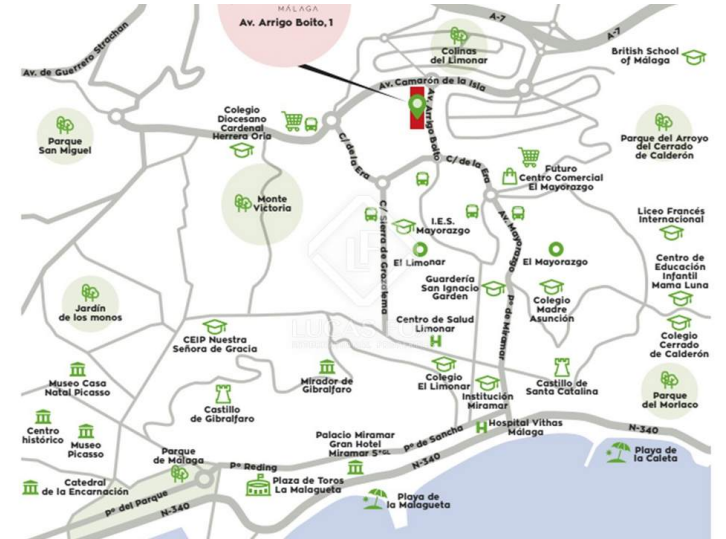 MÁLAGA
Av. Arrigo Boito, 1
A-7
A-7
Av. de Guerrero Strachan
Colinas
del Limonar
British School
of Málaga
Av. Camarón de la Isla
Av. Arrigo Boito
Colegio
Diocesano
Cardenal
Herrera Oria
C/ de la Era
C/ de la Era
Parque
San Miguel
Parque del Arroyo
del Cerrado
de Calderón
Futuro
Centro Comercial
El Mayorazgo
Monte
Victoria
C/ Sierra de Grazalema
I.E.S.
Mayorazgo
Av. Mayorazgo
Liceo Francés
Internacional
El Limonar
El Mayorazgo
Guardería
San Ignacio
Garden
Centro de
Educación
Infantil
Mama Luna
Colegio
Madre
Asunción
Pº de Miramar
Jardín
de los monos
LUCAS FOX
Centro de Salud
Limonar
CEIP Nuestra
Señora de Gracia
Colegio
Cerrado
de Calderón
Museo Casa
Natal Picasso
Mirador de
Gibralfaro
Colegio
El Limonar
Institución
Miramar
Castillo de
Santa Catalina
Parque
del Morlaco
Castillo
de Gibralfaro
Centro
histórico
Museo
Picasso
Palacio Miramar
Gran Hotel
Miramar 5*GL
Pº de Sancha
Hospital Vithas
Málaga
N-340
Parque
de Málaga
Pº Reding
N-340
Playa de
la Caleta
Catedral
de la Encarnación
Plaza de Toros
La Malagueta
Pº del Parque
N-340
Playa de
la Malagueta